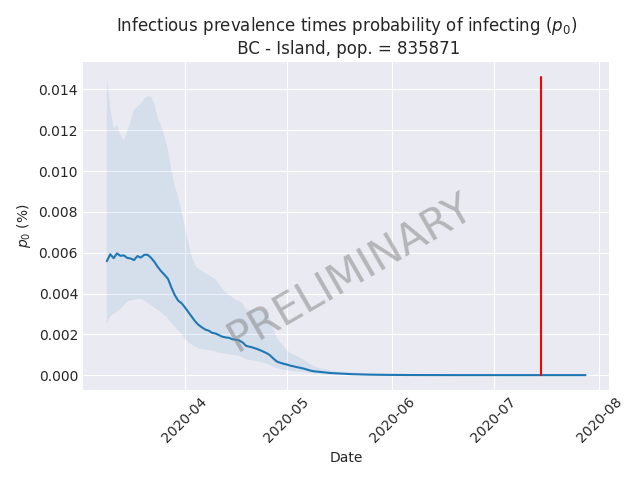 Infectious prevalence times probability of infecting (p₀)
BC - Island, pop. = 835871
0.014
0.012
0.010
0.008
0.006
0.004
0.002
0.000
p₀ (%)
PRELIMINARY
2020-04
2020-05
2020-06
2020-07
2020-08
Date